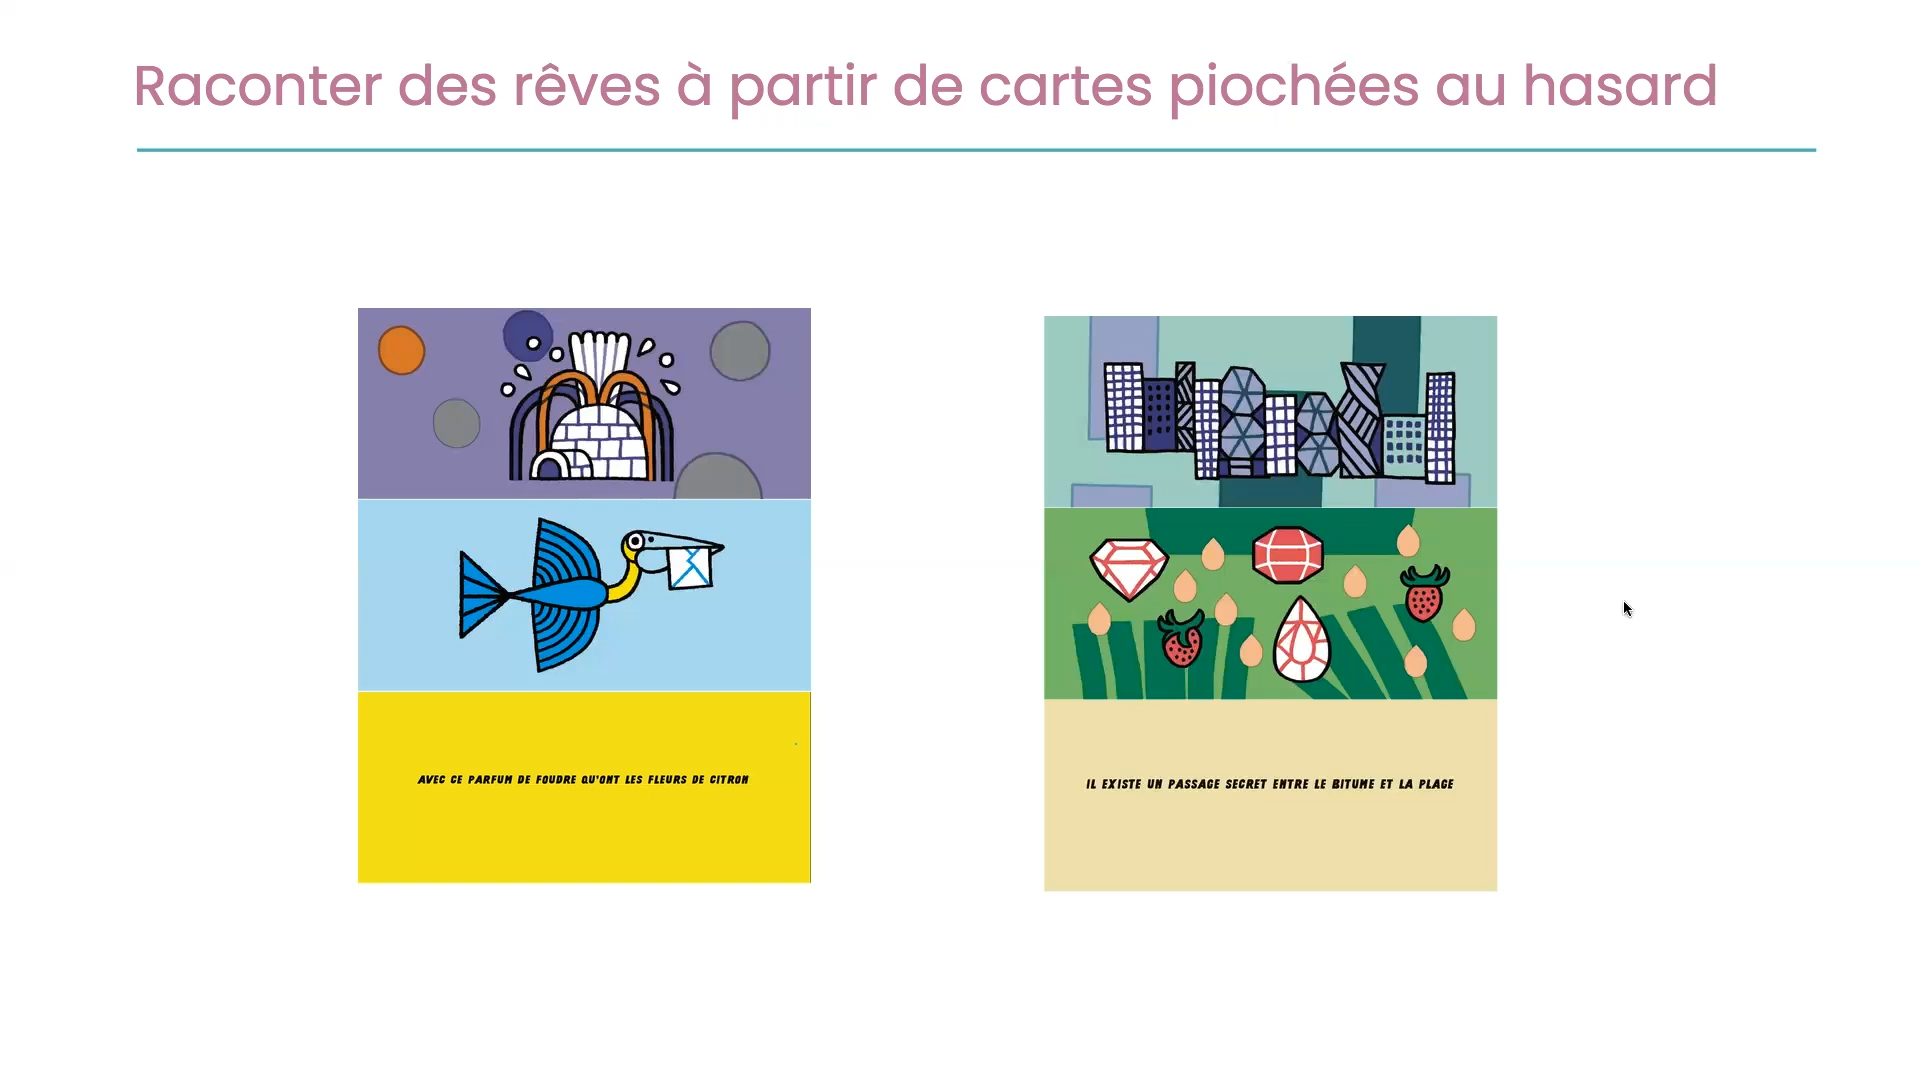 Raconter des rêves à partir de cartes piochées au hasard
AVEC CE PARFUM DE FOUDRE QU'ONT LES FLEURS DE CITRON
IL EXISTE UN PASSAGE SECRET ENTRE LE BITUME ET LA PLAGE